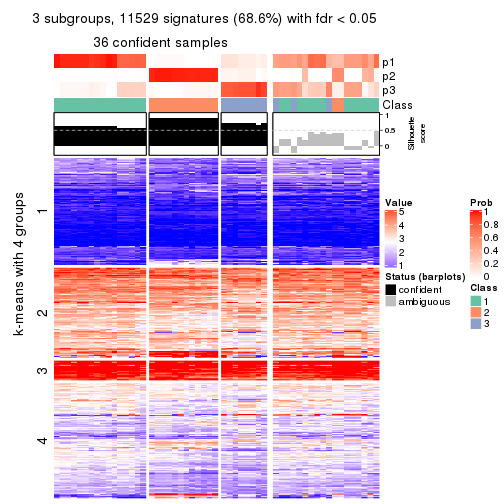 3 subgroups, 11529 signatures (68.6%) with fdr < 0.05
36 confident samples
p1
p2
p3
Class
1
0.5
0
Silhouette
score
k-means with 4 groups
1
2
3
4
Value
5
4
3
2
1
Status (barplots)
confident
ambiguous
Prob
1
0.8
0.6
0.4
0.2
0
Class
1
2
3